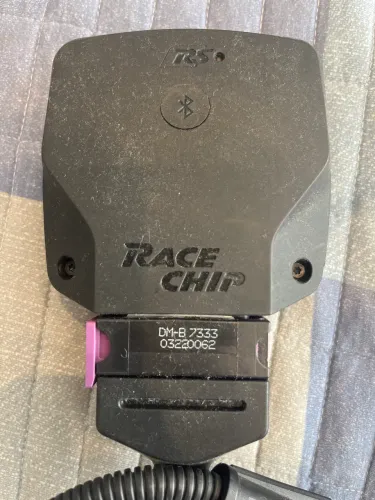 RS
RACE
CHIP
DM-B 7333
03220062